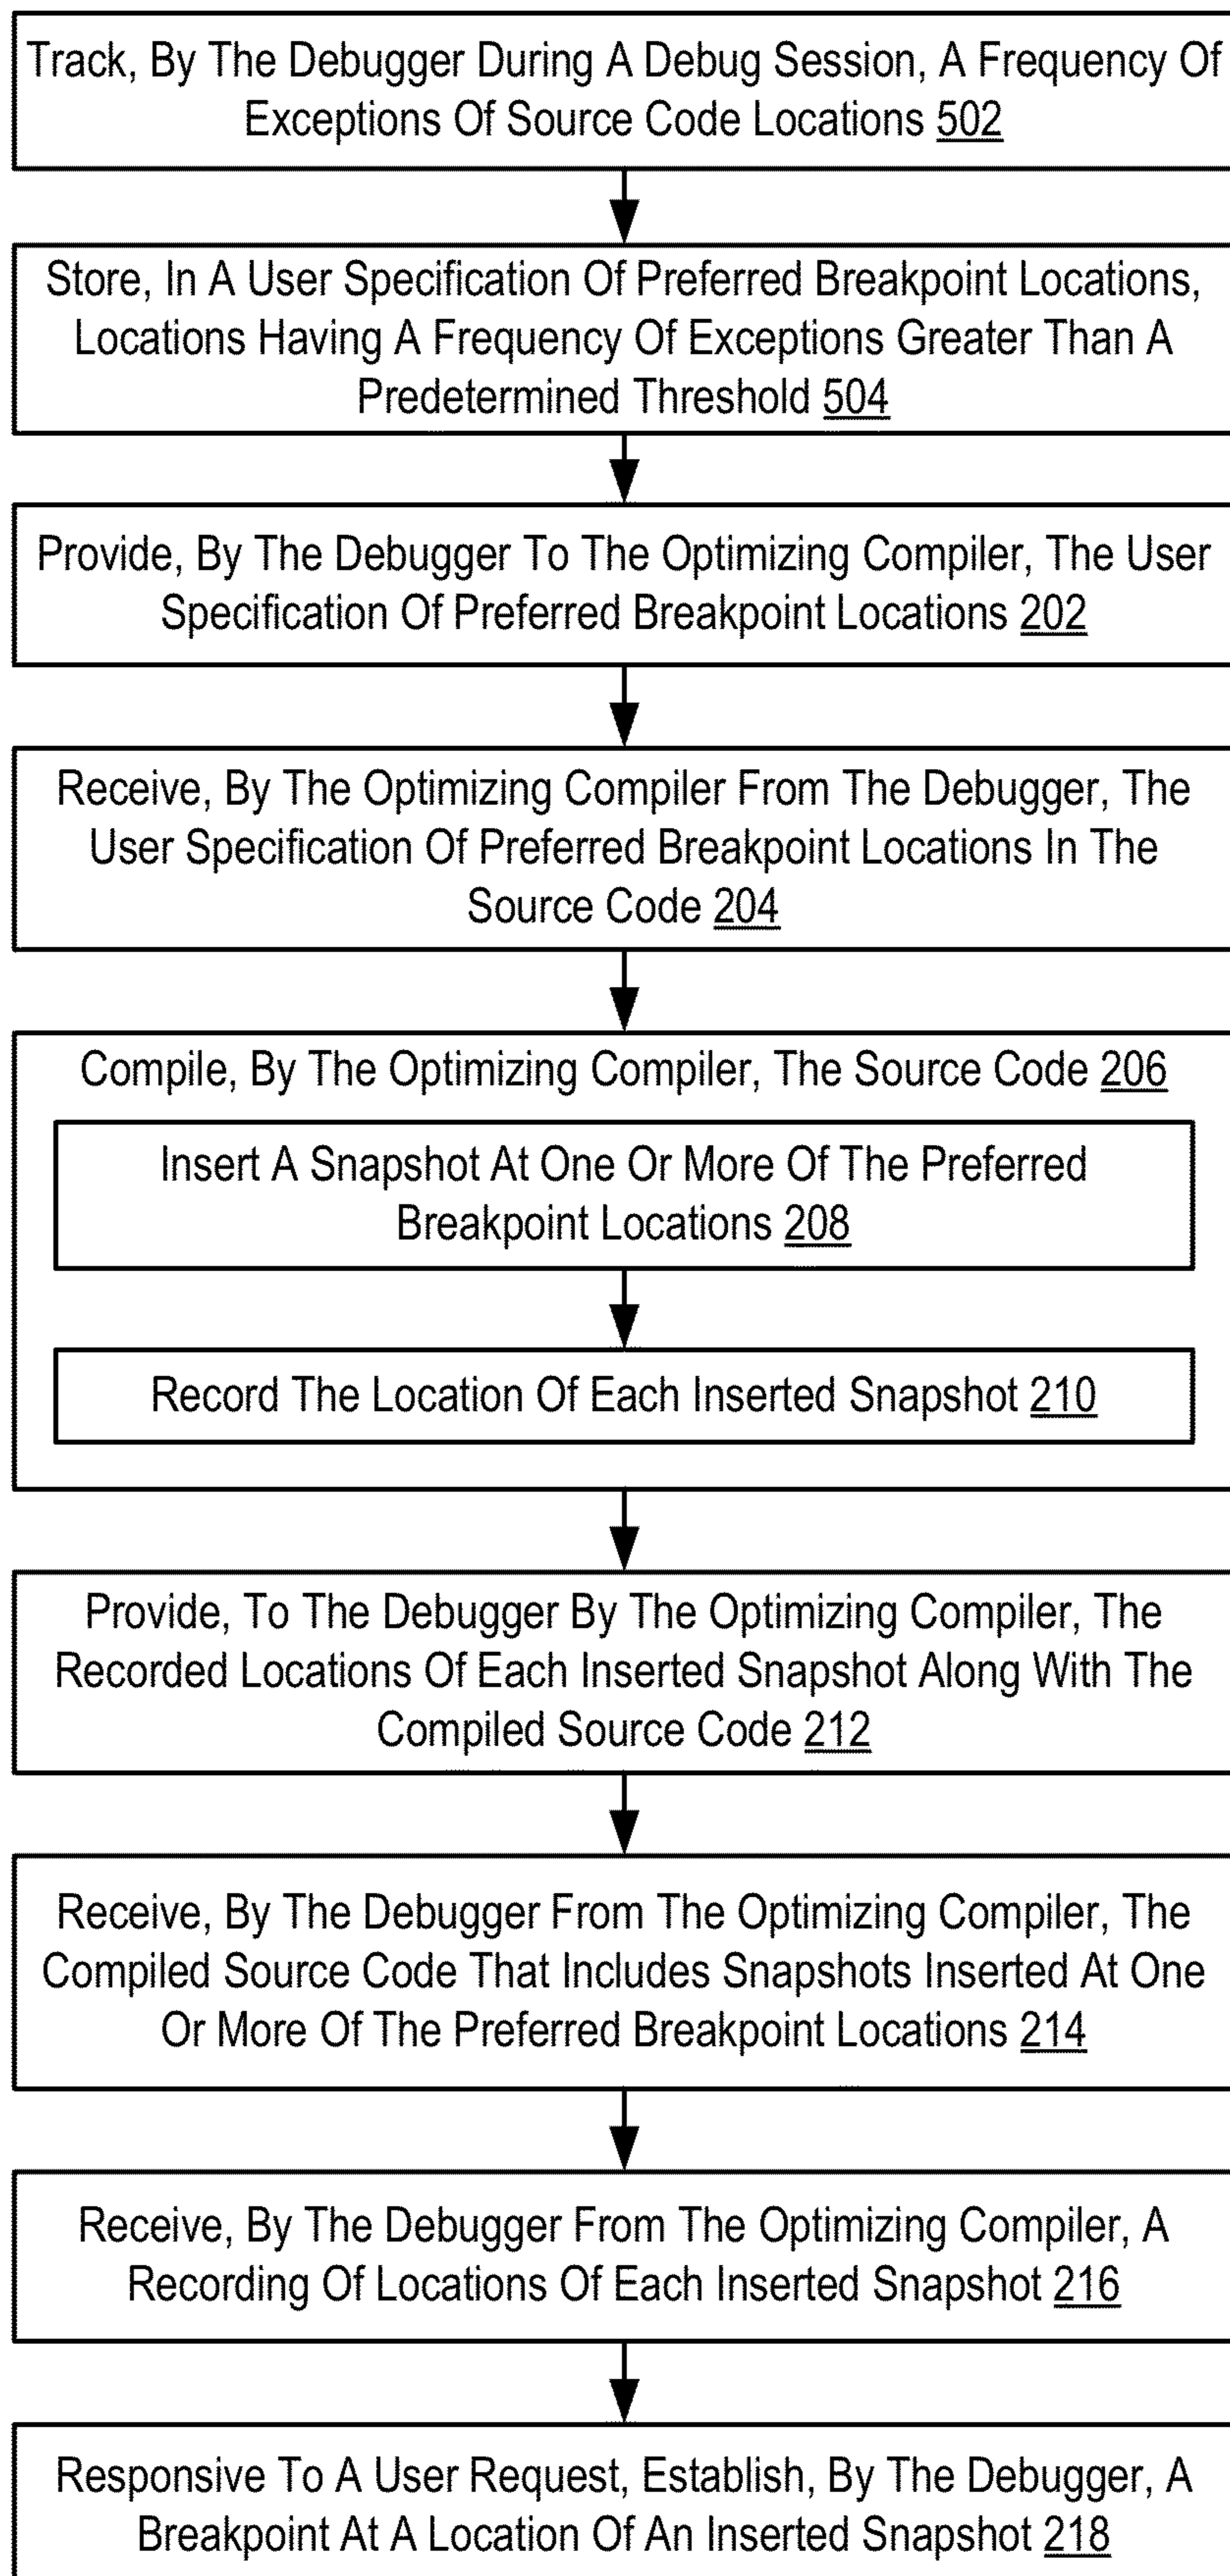 Track, By The Debugger During A Debug Session, A Frequency Of
Exceptions Of Source Code Locations 502
Store, In A User Specification Of Preferred Breakpoint Locations,
Locations Having A Frequency Of Exceptions Greater Than A
Predetermined Threshold 504
Provide, By The Debugger To The Optimizing Compiler, The User
Specification Of Preferred Breakpoint Locations 202
Receive, By The Optimizing Compiler From The Debugger, The
User Specification Of Preferred Breakpoint Locations In The
Source Code 204
Compile, By The Optimizing Compiler, The Source Code 206
Insert A Snapshot At One Or More Of The Preferred
Breakpoint Locations 208
Record The Location Of Each Inserted Snapshot 210
Provide, To The Debugger By The Optimizing Compiler, The
Recorded Locations Of Each Inserted Snapshot Along With The
Compiled Source Code 212
Receive, By The Debugger From The Optimizing Compiler, The
Compiled Source Code That Includes Snapshots Inserted At One
Or More Of The Preferred Breakpoint Locations 214
Receive, By The Debugger From The Optimizing Compiler, A
Recording Of Locations Of Each Inserted Snapshot 216
Responsive To A User Request, Establish, By The Debugger, A
Breakpoint At A Location Of An Inserted Snapshot 218